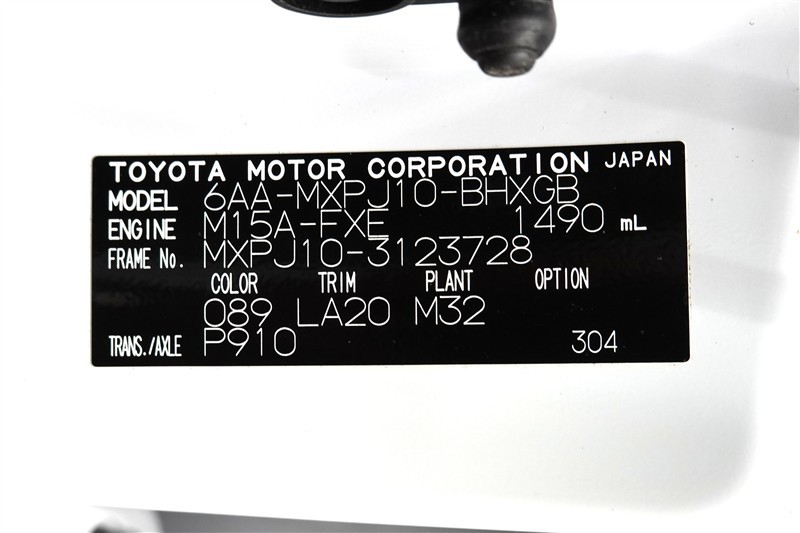 TOYOTA MOTOR CORPORATION JAPAN
MODEL 6AA-MXPJ10-BHXGB
ENGINE M15A-FXE 1490 mL
FRAME No. MXPJ10-3123728
COLOR TRIM PLANT OPTION
089 LA20 M32
TRANS./AXLE P910 304